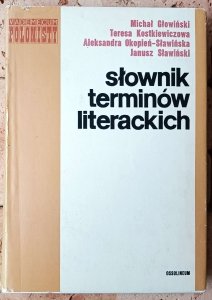 VADEMECUM
POLONISTY
Michał Głowiński
Teresa Kostkiewiczowa
Aleksandra Okopień-Sławińska
Janusz Sławiński
słownik
terminów
literackich
OSSOLINEUM